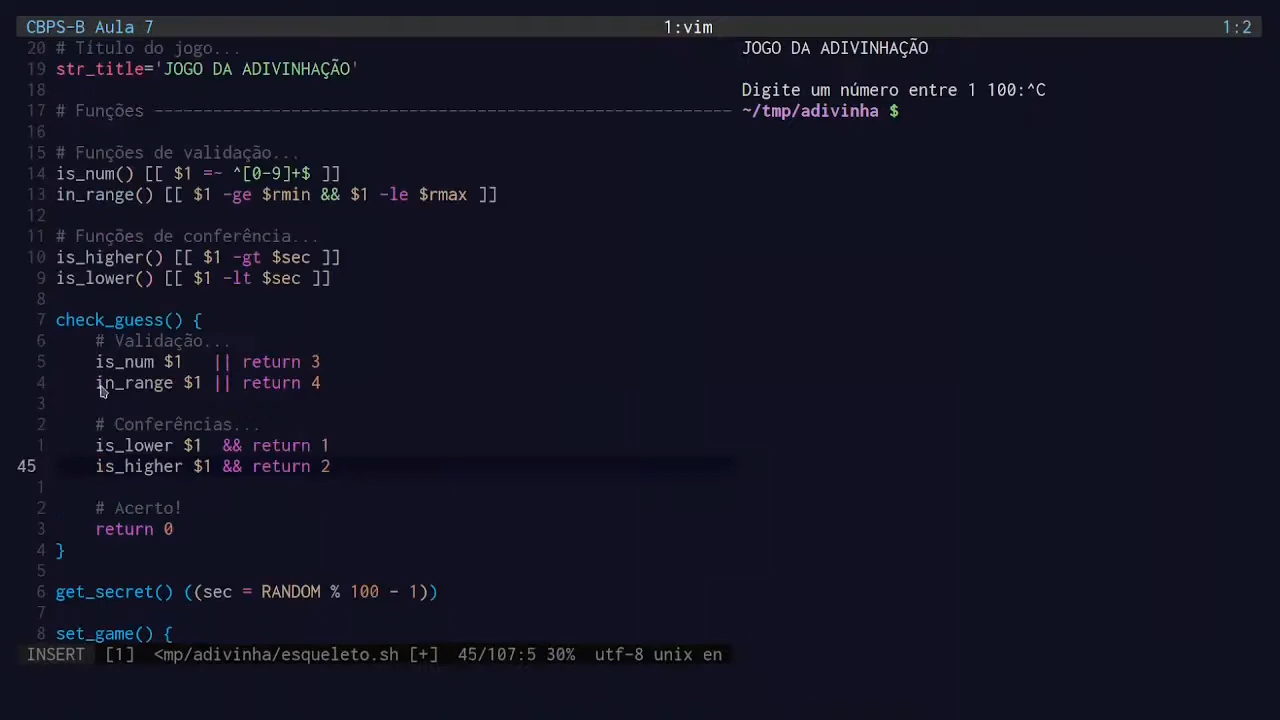 CBPS-B Aula 7 1:vim 1:2
20 # Título do jogo...
19 str_title='JOGO DA ADIVINHAÇÃO'
18
17 # Funções -----------------------------------------------------------
16
15 # Funções de validação...
14 is_num() [[ $1 =~ ^[0-9]+$ ]]
13 in_range() [[ $1 -ge $rmin && $1 -le $rmax ]]
12
11 # Funções de conferência...
10 is_higher() [[ $1 -gt $sec ]]
9 is_lower() [[ $1 -lt $sec ]]
8
7 check_guess() {
6     # Validação...
5     is_num $1   || return 3
4     in_range $1 || return 4
3
2     # Conferências...
1     is_lower $1  && return 1
45     is_higher $1 && return 2
1
2     # Acerto!
3     return 0
4 }
5
6 get_secret() ((sec = RANDOM % 100 - 1))
7
8 set_game() {
INSERT [1] <mp/adivinha/esqueleto.sh [+] 45/107:5 30% utf-8 unix en
JOGO DA ADIVINHAÇÃO
Digite um número entre 1 100:^C
~/tmp/adivinha $